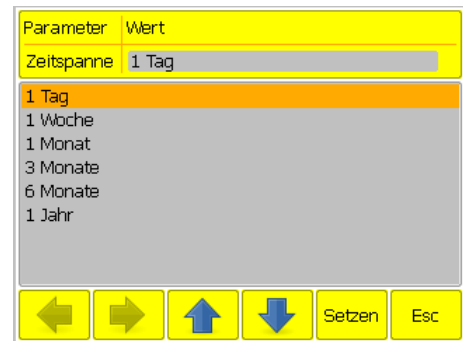 Parameter Wert
Zeitspanne 1 Tag
1 Tag
1 Woche
1 Monat
3 Monate
6 Monate
1 Jahr
Setzen Esc